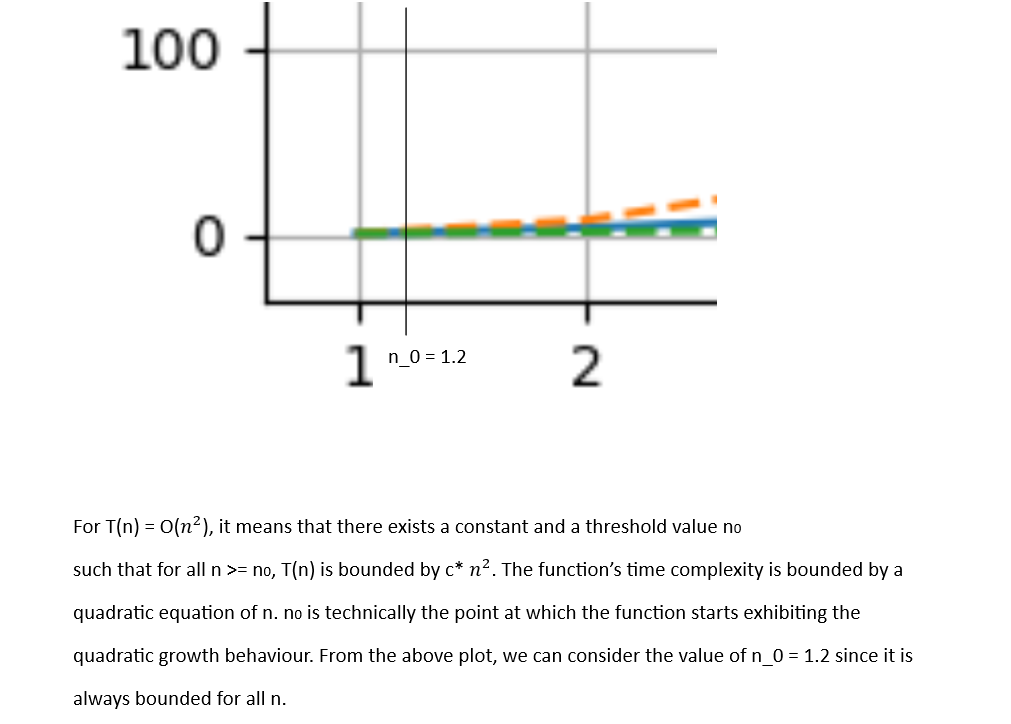 100
0
1 n_0 = 1.2 2
For T(n) = O(𝑛²), it means that there exists a constant and a threshold value n₀
such that for all n >= n₀, T(n) is bounded by c* 𝑛². The function’s time complexity is bounded by a
quadratic equation of n. n₀ is technically the point at which the function starts exhibiting the
quadratic growth behaviour. From the above plot, we can consider the value of n_0 = 1.2 since it is
always bounded for all n.